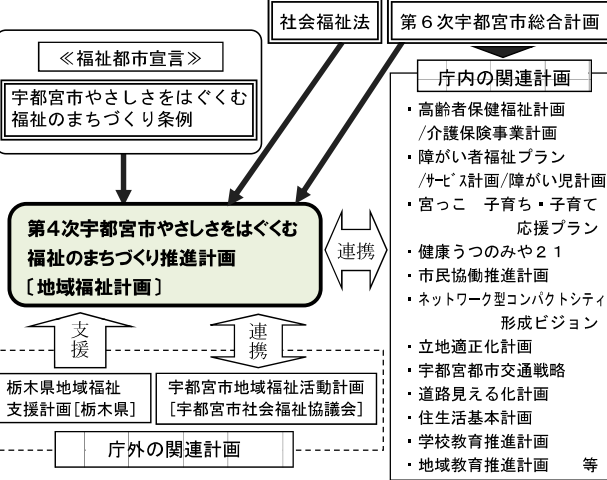 社会福祉法
第６次宇都宮市総合計画
≪福祉都市宣言≫
宇都宮市やさしさをはぐくむ
福祉のまちづくり条例
第４次宇都宮市やさしさをはぐくむ
福祉のまちづくり推進計画
［地域福祉計画］
連携
支援
連携
栃木県地域福祉
支援計画[栃木県]
宇都宮市地域福祉活動計画
[宇都宮市社会福祉協議会]
庁外の関連計画
庁内の関連計画
・高齢者保健福祉計画
/介護保険事業計画
・障がい者福祉プラン
/ｻｰﾋﾞｽ計画/障がい児計画
・宮っこ　子育ち・子育て
応援プラン
・健康うつのみや２１
・市民協働推進計画
・ネットワーク型コンパクトシティ
形成ビジョン
・立地適正化計画
・宇都宮都市交通戦略
・道路見える化計画
・住生活基本計画
・学校教育推進計画
・地域教育推進計画　等